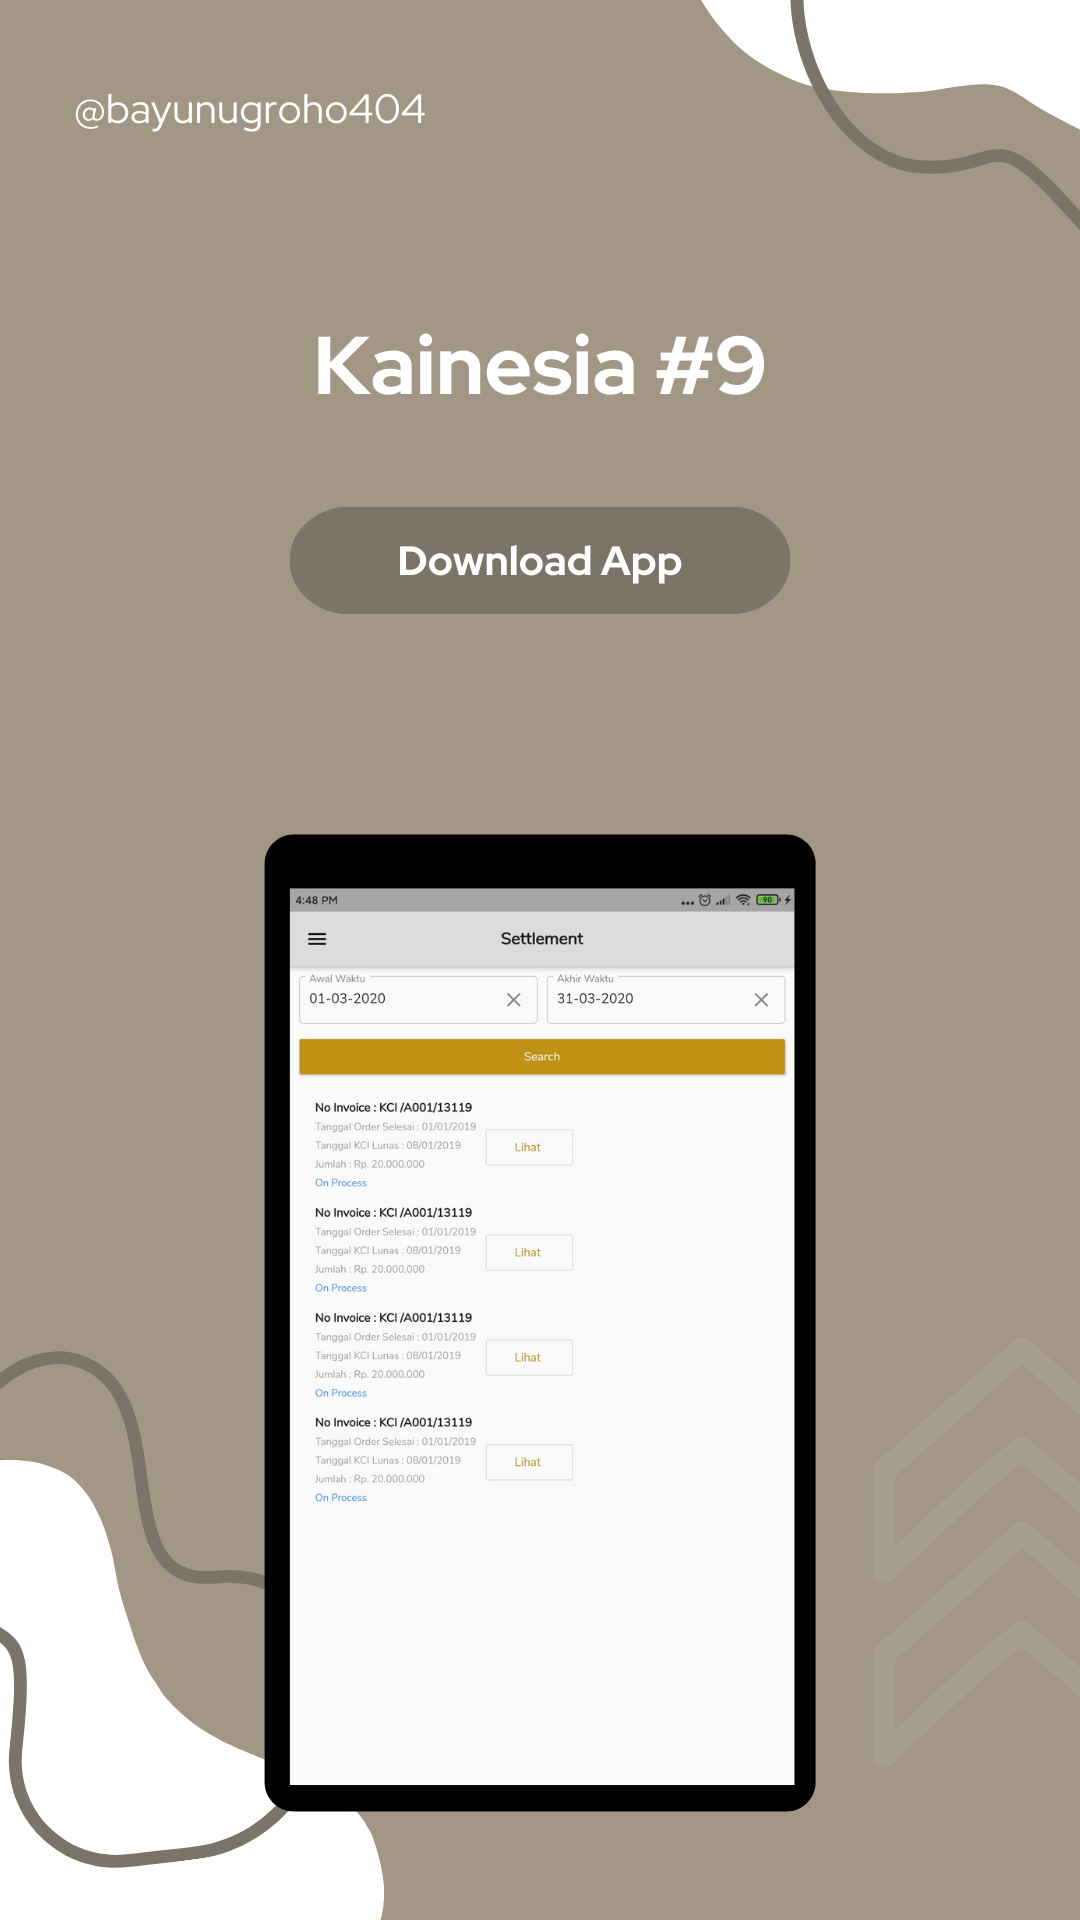 @bayunugroho404
Kainesia #9
Download App
4:48 PM
90
Settlement
Awal Waktu
01-03-2020
Akhir Waktu
31-03-2020
Search
No Invoice : KCI /A001/13119
Tanggal Order Selesai : 01/01/2019
Tanggal KCI Lunas : 08/01/2019
Jumlah : Rp. 20.000.000
On Process
Lihat
No Invoice : KCI /A001/13119
Tanggal Order Selesai : 01/01/2019
Tanggal KCI Lunas : 08/01/2019
Jumlah : Rp. 20.000.000
On Process
Lihat
No Invoice : KCI /A001/13119
Tanggal Order Selesai : 01/01/2019
Tanggal KCI Lunas : 08/01/2019
Jumlah : Rp. 20.000.000
On Process
Lihat
No Invoice : KCI /A001/13119
Tanggal Order Selesai : 01/01/2019
Tanggal KCI Lunas : 08/01/2019
Jumlah : Rp. 20.000.000
On Process
Lihat